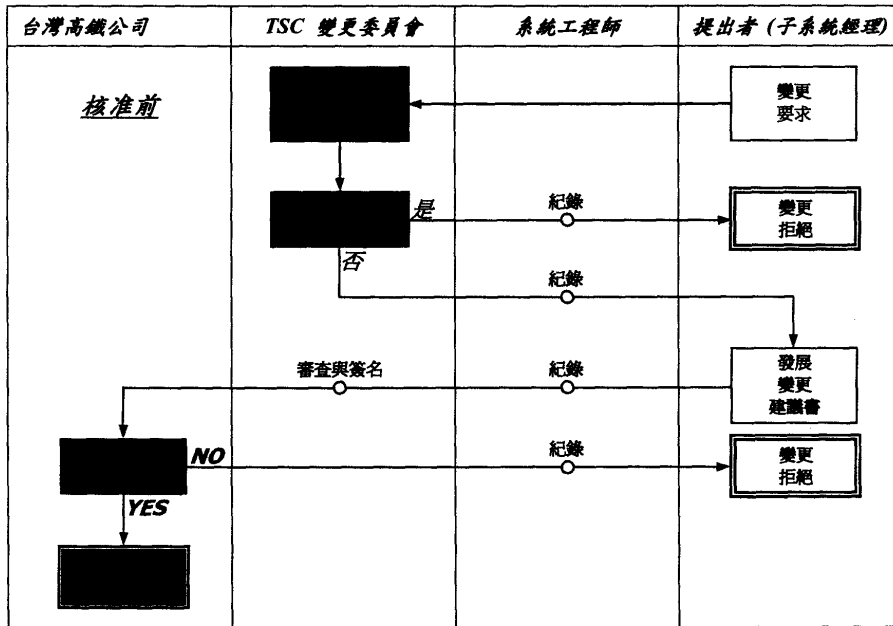 台灣高鐵公司
TSC 變更委員會
系統工程師
提出者 (子系統經理)
核准前
變更
要求
是
紀錄
變更
拒絕
否
紀錄
審查與簽名
紀錄
發展
變更
建議書
NO
紀錄
變更
拒絕
YES